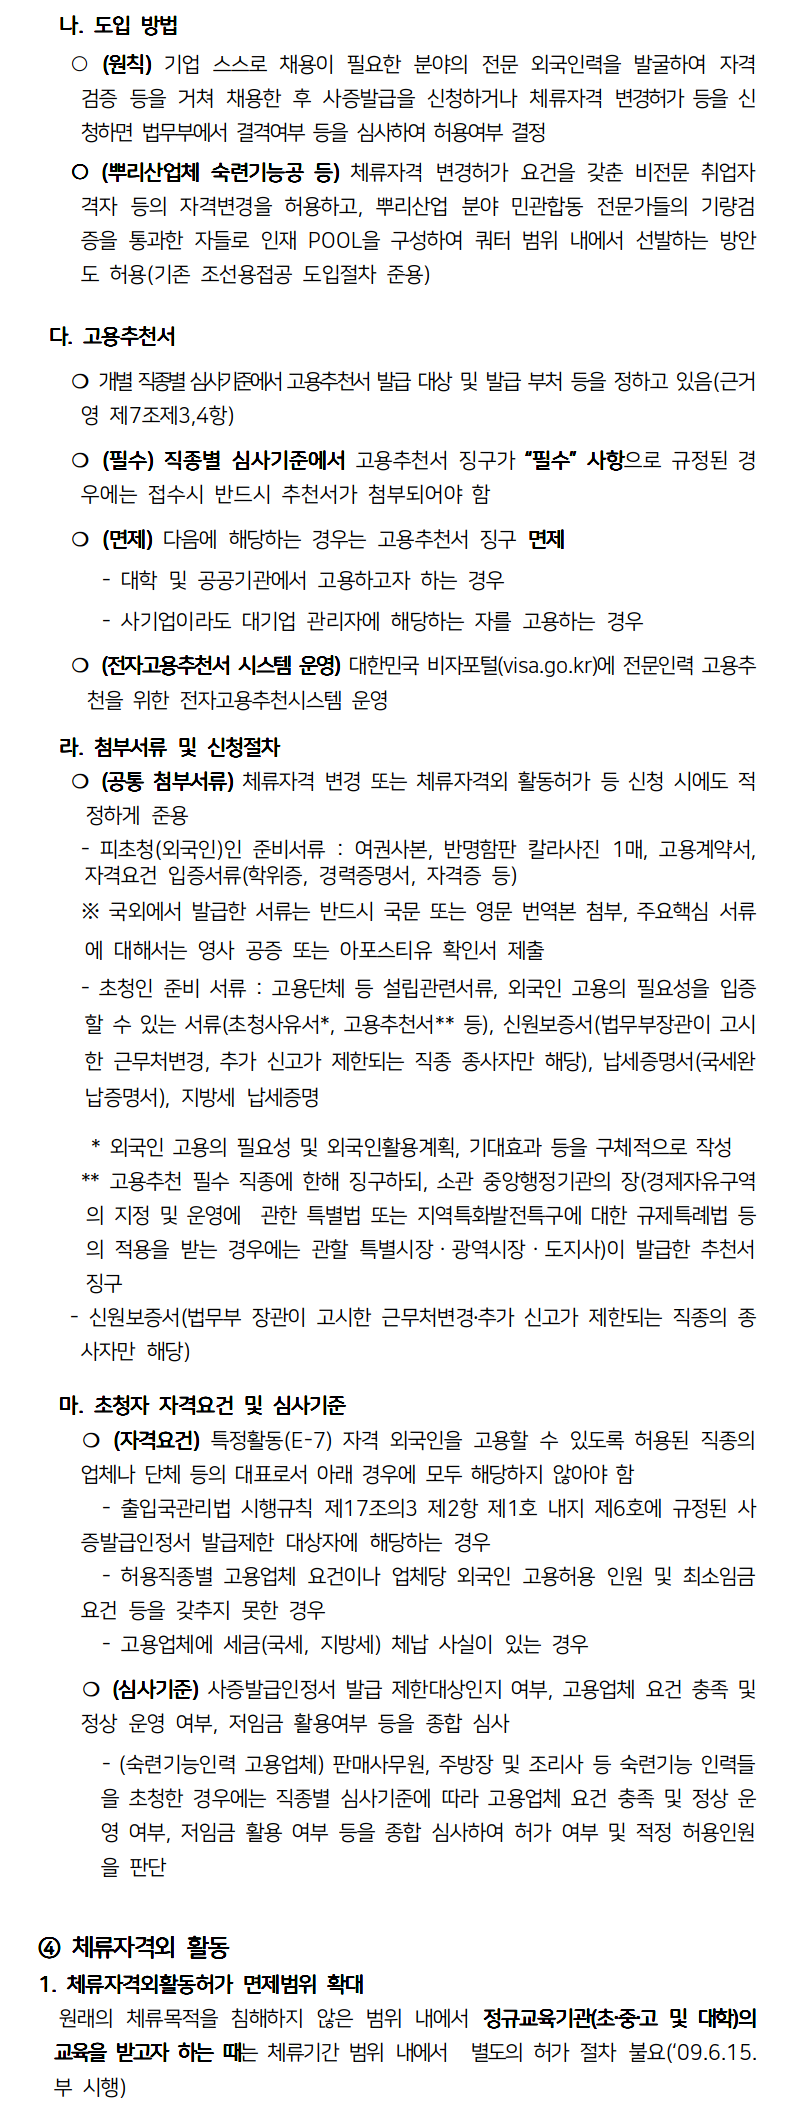 나. 도입 방법
○ (원칙) 기업 스스로 채용이 필요한 분야의 전문 외국인력을 발굴하여 자격
검증 등을 거쳐 채용한 후 사증발급을 신청하거나 체류자격 변경허가 등을 신
청하면 법무부에서 결격여부 등을 심사하여 허용여부 결정
○ (뿌리산업체 숙련기능공 등) 체류자격 변경허가 요건을 갖춘 비전문 취업자
격자 등의 자격변경을 허용하고, 뿌리산업 분야 민관합동 전문가들의 기량검
증을 통과한 자들로 인재 POOL을 구성하여 쿼터 범위 내에서 선발하는 방안
도 허용(기존 조선용접공 도입절차 준용)
다. 고용추천서
❍ 개별 직종별 심사기준에서 고용추천서 발급 대상 및 발급 부처 등을 정하고 있음(근거
영 제7조제3,4항)
❍ (필수) 직종별 심사기준에서 고용추천서 징구가 “필수” 사항으로 규정된 경
우에는 접수시 반드시 추천서가 첨부되어야 함
❍ (면제) 다음에 해당하는 경우는 고용추천서 징구 면제
- 대학 및 공공기관에서 고용하고자 하는 경우
- 사기업이라도 대기업 관리자에 해당하는 자를 고용하는 경우
❍ (전자고용추천서 시스템 운영) 대한민국 비자포털(visa.go.kr)에 전문인력 고용추
천을 위한 전자고용추천시스템 운영
라. 첨부서류 및 신청절차
❍ (공통 첨부서류) 체류자격 변경 또는 체류자격외 활동허가 등 신청 시에도 적
정하게 준용
- 피초청(외국인)인 준비서류 : 여권사본, 반명함판 칼라사진 1매, 고용계약서,
자격요건 입증서류(학위증, 경력증명서, 자격증 등)
※ 국외에서 발급한 서류는 반드시 국문 또는 영문 번역본 첨부, 주요핵심 서류
에 대해서는 영사 공증 또는 아포스티유 확인서 제출
- 초청인 준비 서류 : 고용단체 등 설립관련서류, 외국인 고용의 필요성을 입증
할 수 있는 서류(초청사유서*, 고용추천서** 등), 신원보증서(법무부장관이 고시
한 근무처변경, 추가 신고가 제한되는 직종 종사자만 해당), 납세증명서(국세완
납증명서), 지방세 납세증명
* 외국인 고용의 필요성 및 외국인활용계획, 기대효과 등을 구체적으로 작성
** 고용추천 필수 직종에 한해 징구하되, 소관 중앙행정기관의 장(경제자유구역
의 지정 및 운영에 관한 특별법 또는 지역특화발전특구에 대한 규제특례법 등
의 적용을 받는 경우에는 관할 특별시장ㆍ광역시장ㆍ도지사)이 발급한 추천서
징구
- 신원보증서(법무부 장관이 고시한 근무처변경·추가 신고가 제한되는 직종의 종
사자만 해당)
마. 초청자 자격요건 및 심사기준
❍ (자격요건) 특정활동(E-7) 자격 외국인을 고용할 수 있도록 허용된 직종의
업체나 단체 등의 대표로서 아래 경우에 모두 해당하지 않아야 함
- 출입국관리법 시행규칙 제17조의3 제2항 제1호 내지 제6호에 규정된 사
증발급인정서 발급제한 대상자에 해당하는 경우
- 허용직종별 고용업체 요건이나 업체당 외국인 고용허용 인원 및 최소임금
요건 등을 갖추지 못한 경우
- 고용업체에 세금(국세, 지방세) 체납 사실이 있는 경우
❍ (심사기준) 사증발급인정서 발급 제한대상인지 여부, 고용업체 요건 충족 및
정상 운영 여부, 저임금 활용여부 등을 종합 심사
- (숙련기능인력 고용업체) 판매사무원, 주방장 및 조리사 등 숙련기능 인력들
을 초청한 경우에는 직종별 심사기준에 따라 고용업체 요건 충족 및 정상 운
영 여부, 저임금 활용 여부 등을 종합 심사하여 허가 여부 및 적정 허용인원
을 판단
④ 체류자격외 활동
1. 체류자격외활동허가 면제범위 확대
원래의 체류목적을 침해하지 않은 범위 내에서 정규교육기관(초·중·고 및 대학)의
교육을 받고자 하는 때는 체류기간 범위 내에서 별도의 허가 절차 불요(‘09.6.15.
부 시행)